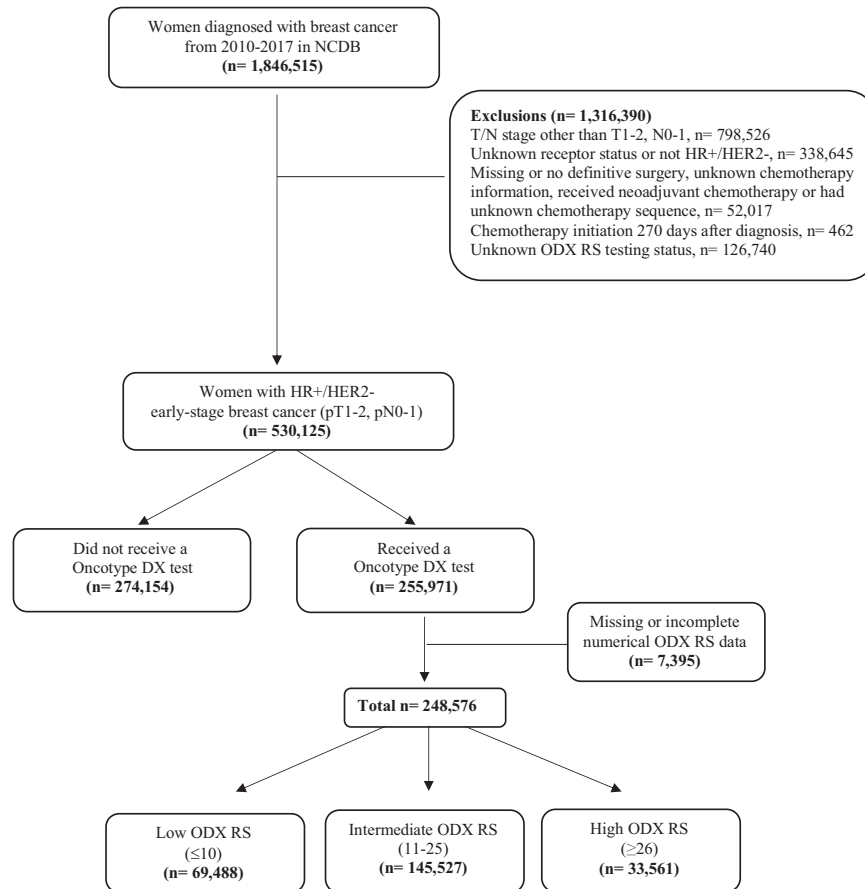 Women diagnosed with breast cancer
from 2010-2017 in NCDB
(n= 1,846,515)
Exclusions (n= 1,316,390)
T/N stage other than T1-2, N0-1, n= 798,526
Unknown receptor status or not HR+/HER2-, n= 338,645
Missing or no definitive surgery, unknown chemotherapy
information, received neoadjuvant chemotherapy or had
unknown chemotherapy sequence, n= 52,017
Chemotherapy initiation 270 days after diagnosis, n= 462
Unknown ODX RS testing status, n= 126,740
Women with HR+/HER2-
early-stage breast cancer (pT1-2, pN0-1)
(n= 530,125)
Did not receive a
Oncotype DX test
(n= 274,154)
Received a
Oncotype DX test
(n= 255,971)
Missing or incomplete
numerical ODX RS data
(n= 7,395)
Total n= 248,576
Low ODX RS
(≤10)
(n= 69,488)
Intermediate ODX RS
(11-25)
(n= 145,527)
High ODX RS
(≥26)
(n= 33,561)